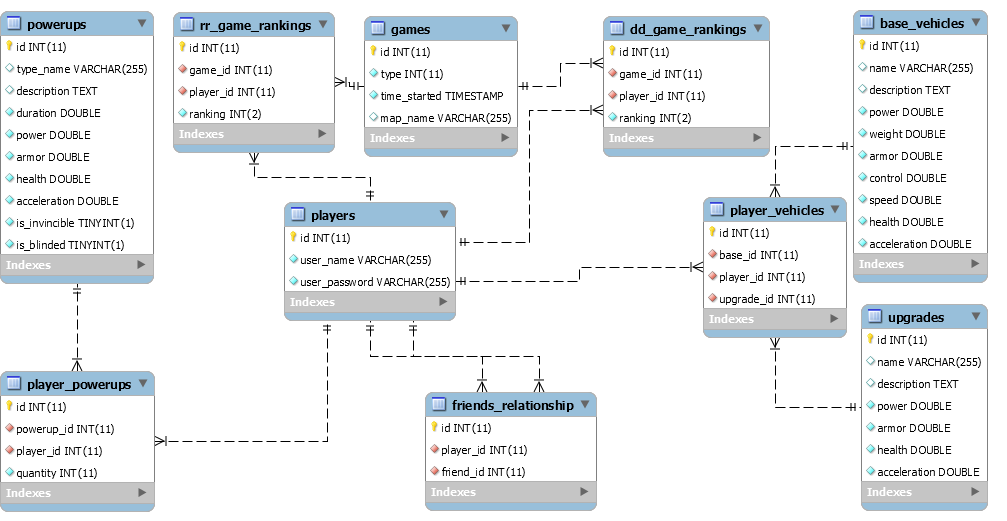 powerups
id INT(11)
type_name VARCHAR(255)
description TEXT
duration DOUBLE
power DOUBLE
armor DOUBLE
health DOUBLE
acceleration DOUBLE
is_invincible TINYINT(1)
is_blinded TINYINT(1)
Indexes
rr_game_rankings
id INT(11)
game_id INT(11)
player_id INT(11)
ranking INT(2)
Indexes
games
id INT(11)
type INT(11)
time_started TIMESTAMP
map_name VARCHAR(255)
Indexes
dd_game_rankings
id INT(11)
game_id INT(11)
player_id INT(11)
ranking INT(2)
Indexes
base_vehicles
id INT(11)
name VARCHAR(255)
description TEXT
power DOUBLE
weight DOUBLE
armor DOUBLE
control DOUBLE
speed DOUBLE
health DOUBLE
acceleration DOUBLE
Indexes
players
id INT(11)
user_name VARCHAR(255)
user_password VARCHAR(255)
Indexes
player_vehicles
id INT(11)
base_id INT(11)
player_id INT(11)
upgrade_id INT(11)
Indexes
upgrades
id INT(11)
name VARCHAR(255)
description TEXT
power DOUBLE
armor DOUBLE
health DOUBLE
acceleration DOUBLE
Indexes
player_powerups
id INT(11)
powerup_id INT(11)
player_id INT(11)
quantity INT(11)
Indexes
friends_relationship
id INT(11)
player_id INT(11)
friend_id INT(11)
Indexes